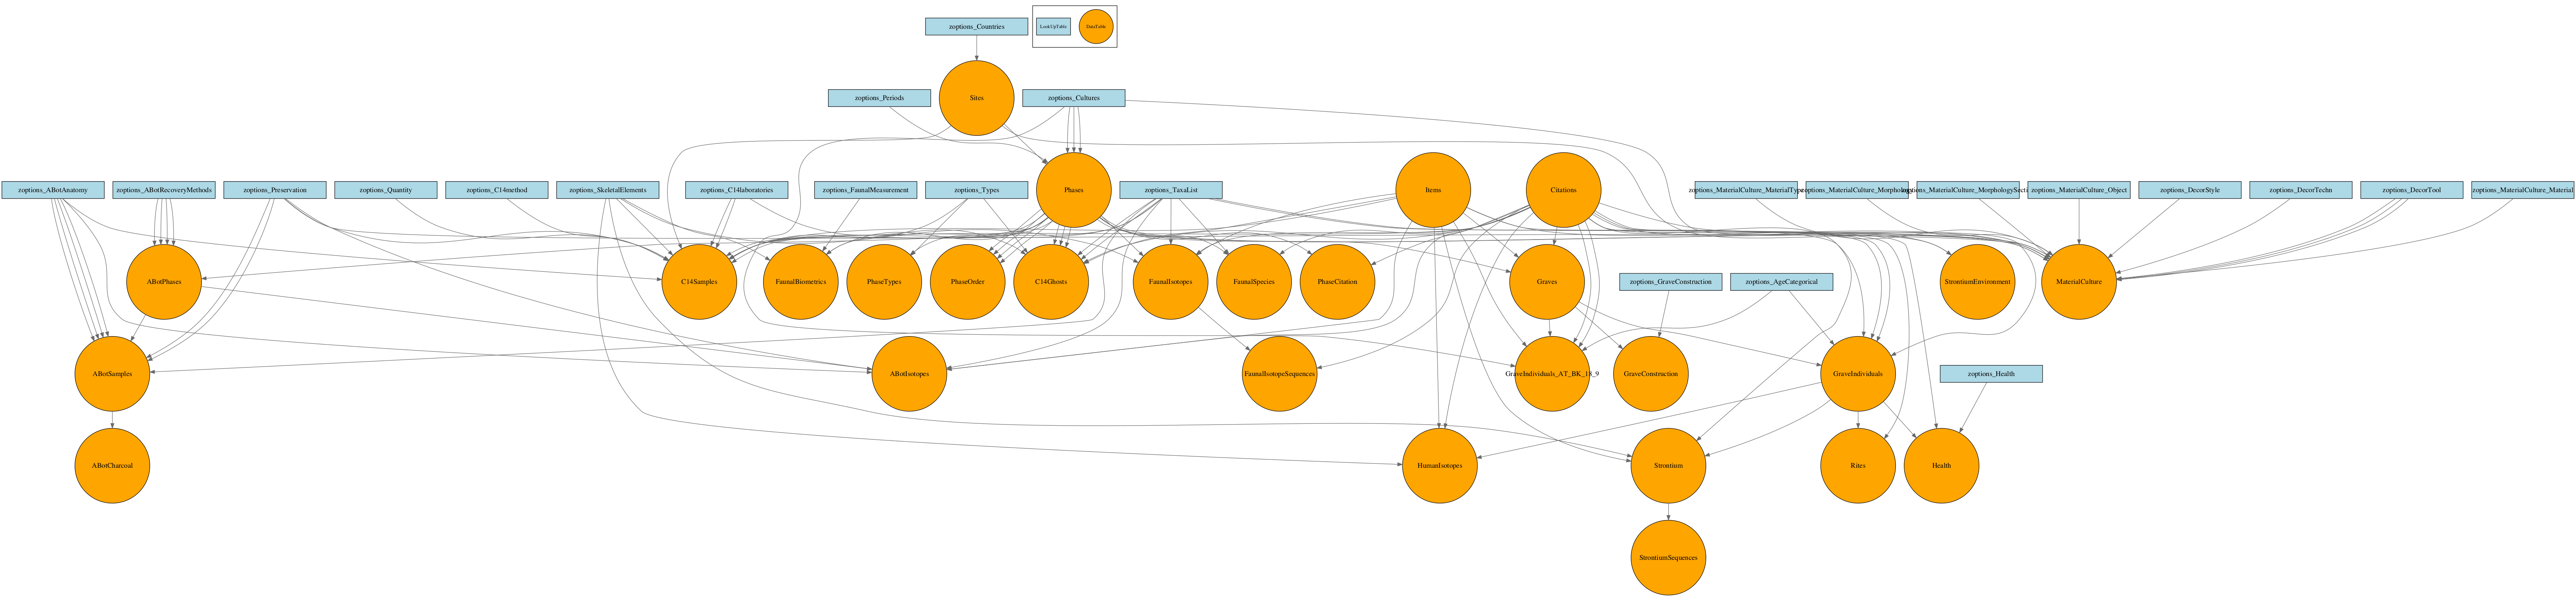 zoptions_Countries
LookUpTable
DataTable
zoptions_Periods
Sites
zoptions_Cultures
zoptions_ABotAnatomy
zoptions_ABotRecoveryMethods
zoptions_Preservation
zoptions_Quantity
zoptions_C14method
zoptions_SkeletalElements
zoptions_C14laboratories
zoptions_FaunalMeasurement
zoptions_Types
Phases
zoptions_TaxaList
Items
Citations
zoptions_MaterialCulture_MaterialType
zoptions_MaterialCulture_Morphology
zoptions_MaterialCulture_MorphologySecti
zoptions_MaterialCulture_Object
zoptions_DecorStyle
zoptions_DecorTechn
zoptions_DecorTool
zoptions_MaterialCulture_Material
ABotPhases
C14Samples
FaunalBiometrics
PhaseTypes
PhaseOrder
C14Ghosts
FaunalIsotopes
FaunalSpecies
PhaseCitation
Graves
zoptions_GraveConstruction
zoptions_AgeCategorical
StrontiumEnvironment
MaterialCulture
ABotSamples
ABotIsotopes
FaunalIsotopeSequences
GraveIndividuals_AT_BK_18_9
GraveConstruction
GraveIndividuals
zoptions_Health
ABotCharcoal
HumanIsotopes
Strontium
Rites
Health
StrontiumSequences